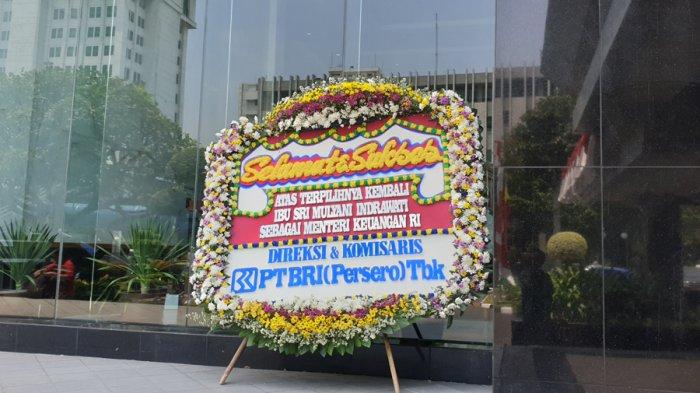 Selamat & Sukses
ATAS TERPILIHNYA KEMBALI
IBU SRI MULYANI INDRAWATI
SEBAGAI MENTERI KEUANGAN RI
DIREKSI & KOMISARIS
PT BRI (Persero) Tbk